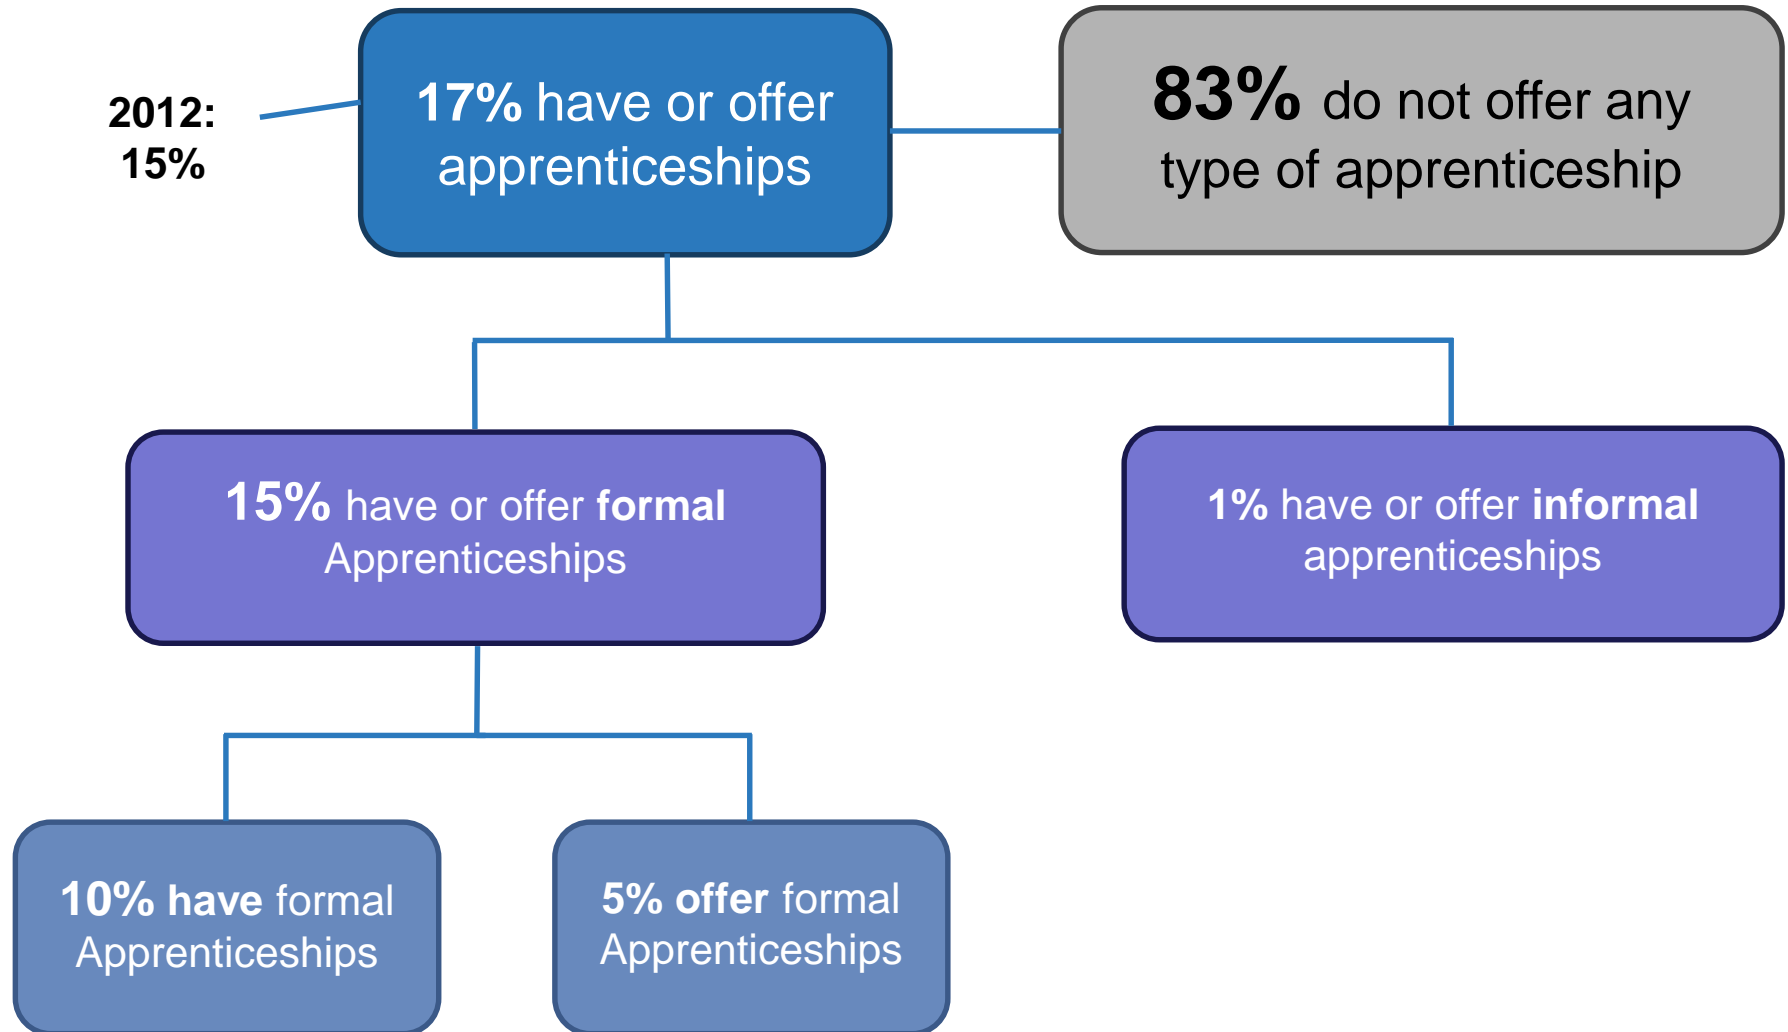 2012:
15%
17% have or offer
apprenticeships
83% do not offer any
type of apprenticeship
15% have or offer formal
Apprenticeships
1% have or offer informal
apprenticeships
10% have formal
Apprenticeships
5% offer formal
Apprenticeships